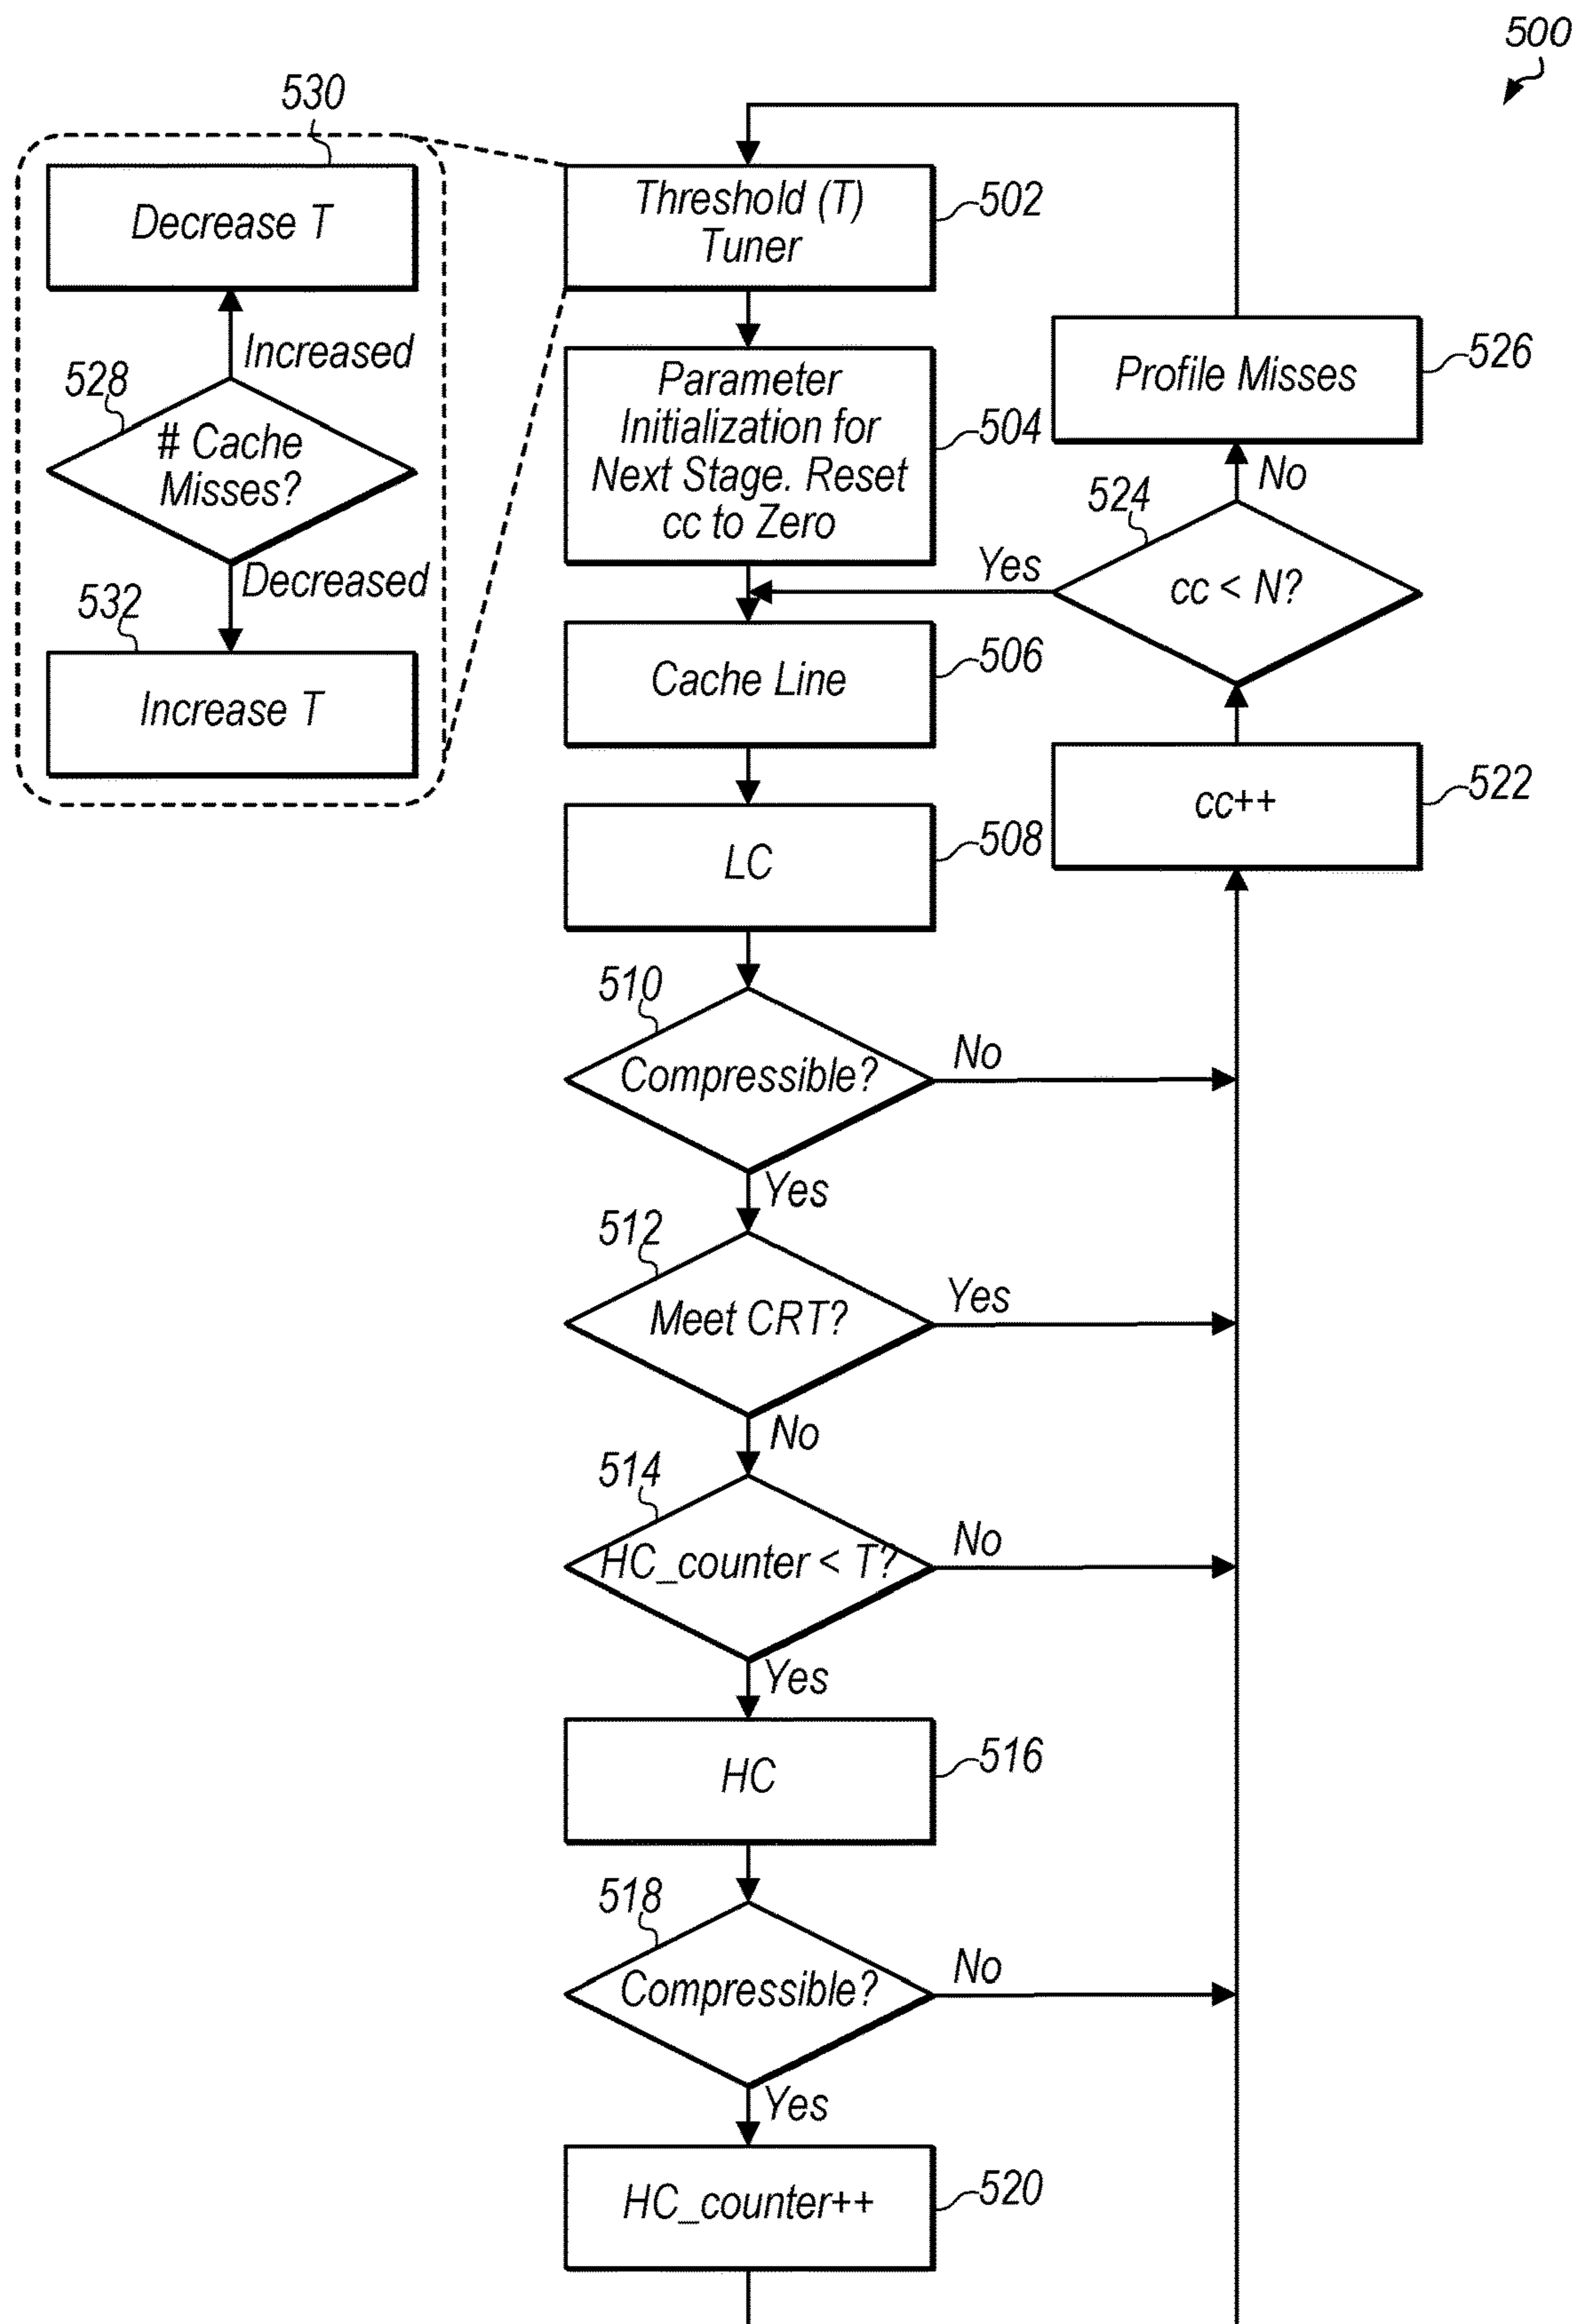 500
530
Decrease T
Increased
528
# Cache
Misses?
Decreased
532
Increase T
Threshold (T)
Tuner
502
Parameter
Initialization for
Next Stage. Reset
cc to Zero
504
Cache Line
506
LC
508
510
Compressible?
No
Yes
512
Meet CRT?
Yes
No
514
HC_counter < T?
No
Yes
HC
516
518
Compressible?
No
Yes
HC_counter++
520
cc++
522
524
cc < N?
Yes
No
Profile Misses
526